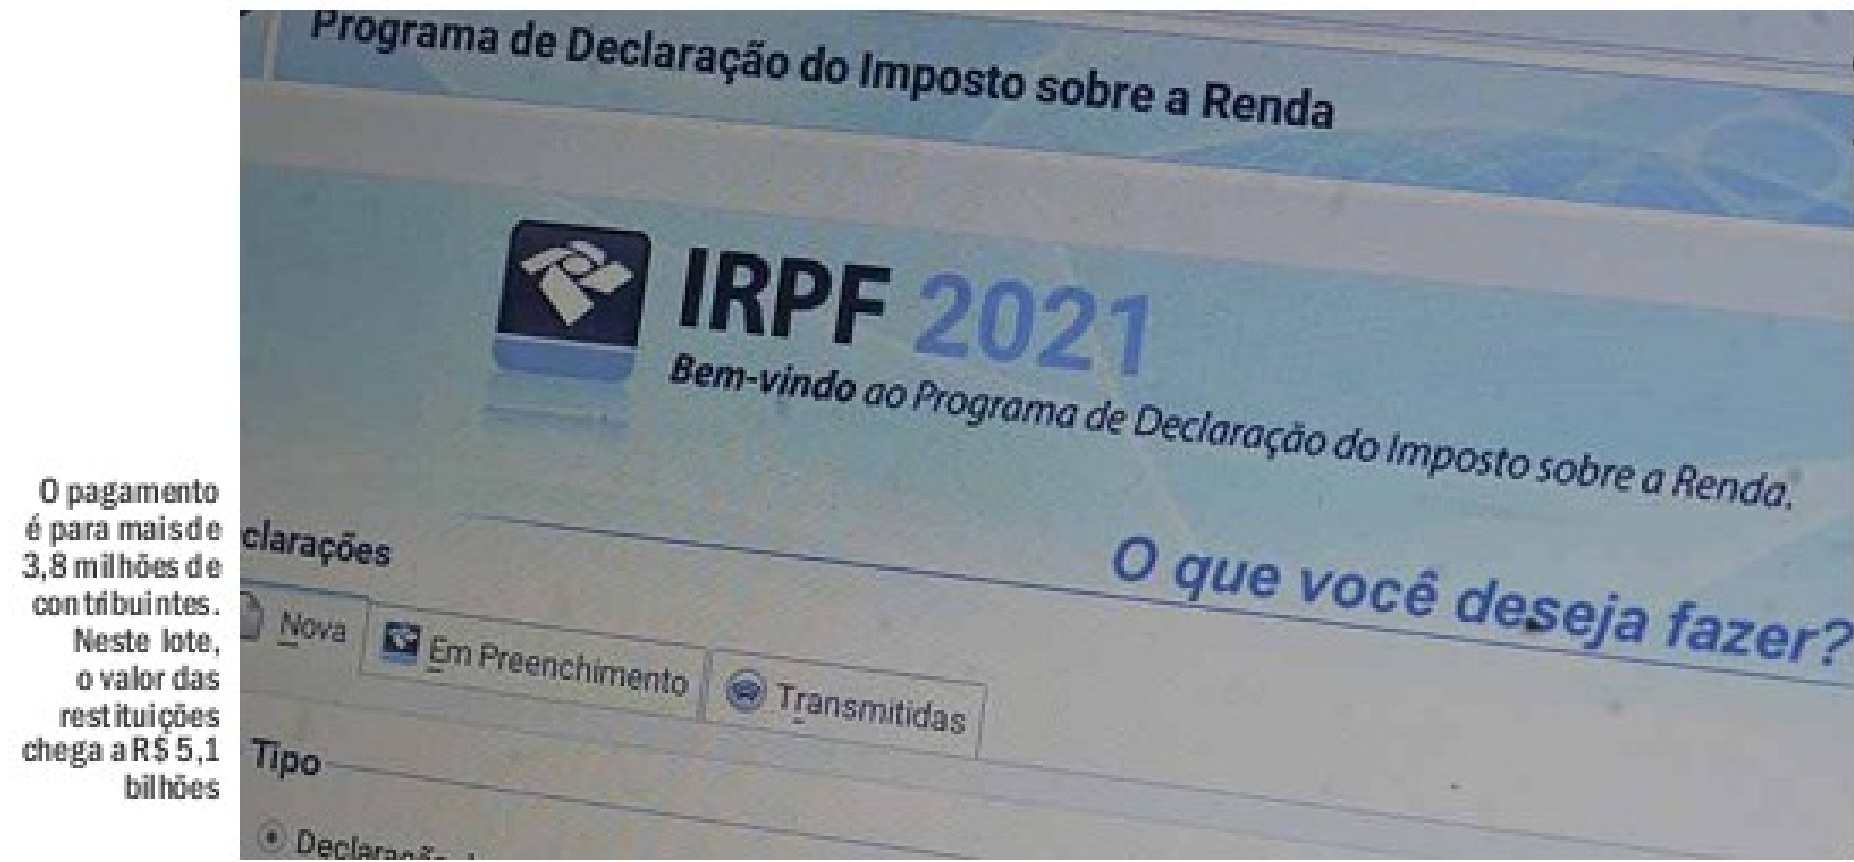 Programa de Declaração do Imposto sobre a Renda
IRPF 2021
Bem-vindo ao Programa de Declaração do Imposto sobre a Renda.
O que você deseja fazer?
clarações
Nova
Em Preenchimento
Transmitidas
Tipo
O pagamento
é para mais de
3,8 milhões de
contribuintes.
Neste lote,
o valor das
restituições
chega a R$ 5,1
bilhões